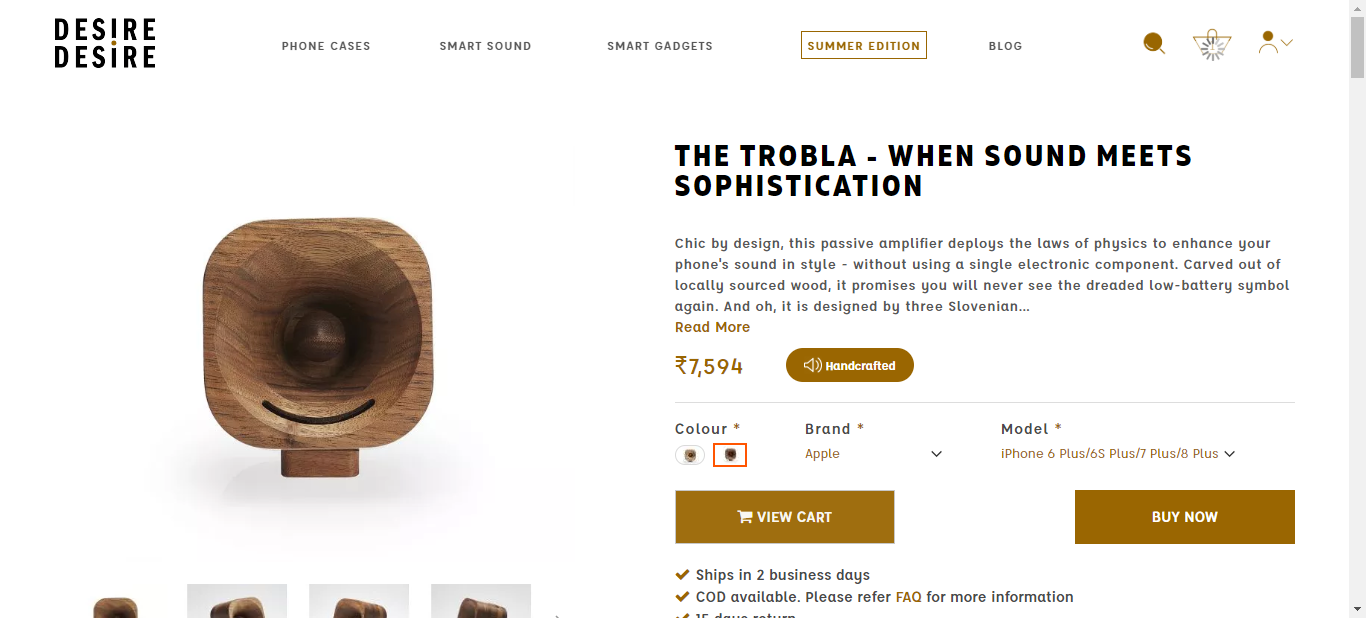 DESIRE
DESIRE
PHONE CASES
SMART SOUND
SMART GADGETS
SUMMER EDITION
BLOG
THE TROBLA - WHEN SOUND MEETS
SOPHISTICATION
Chic by design, this passive amplifier deploys the laws of physics to enhance your
phone's sound in style - without using a single electronic component. Carved out of
locally sourced wood, it promises you will never see the dreaded low-battery symbol
again. And oh, it is designed by three Slovenian...
Read More
₹7,594
Handcrafted
Colour *
Brand *
Model *
Apple
iPhone 6 Plus/6S Plus/7 Plus/8 Plus
VIEW CART
BUY NOW
Ships in 2 business days
COD available. Please refer FAQ for more information
15 days return